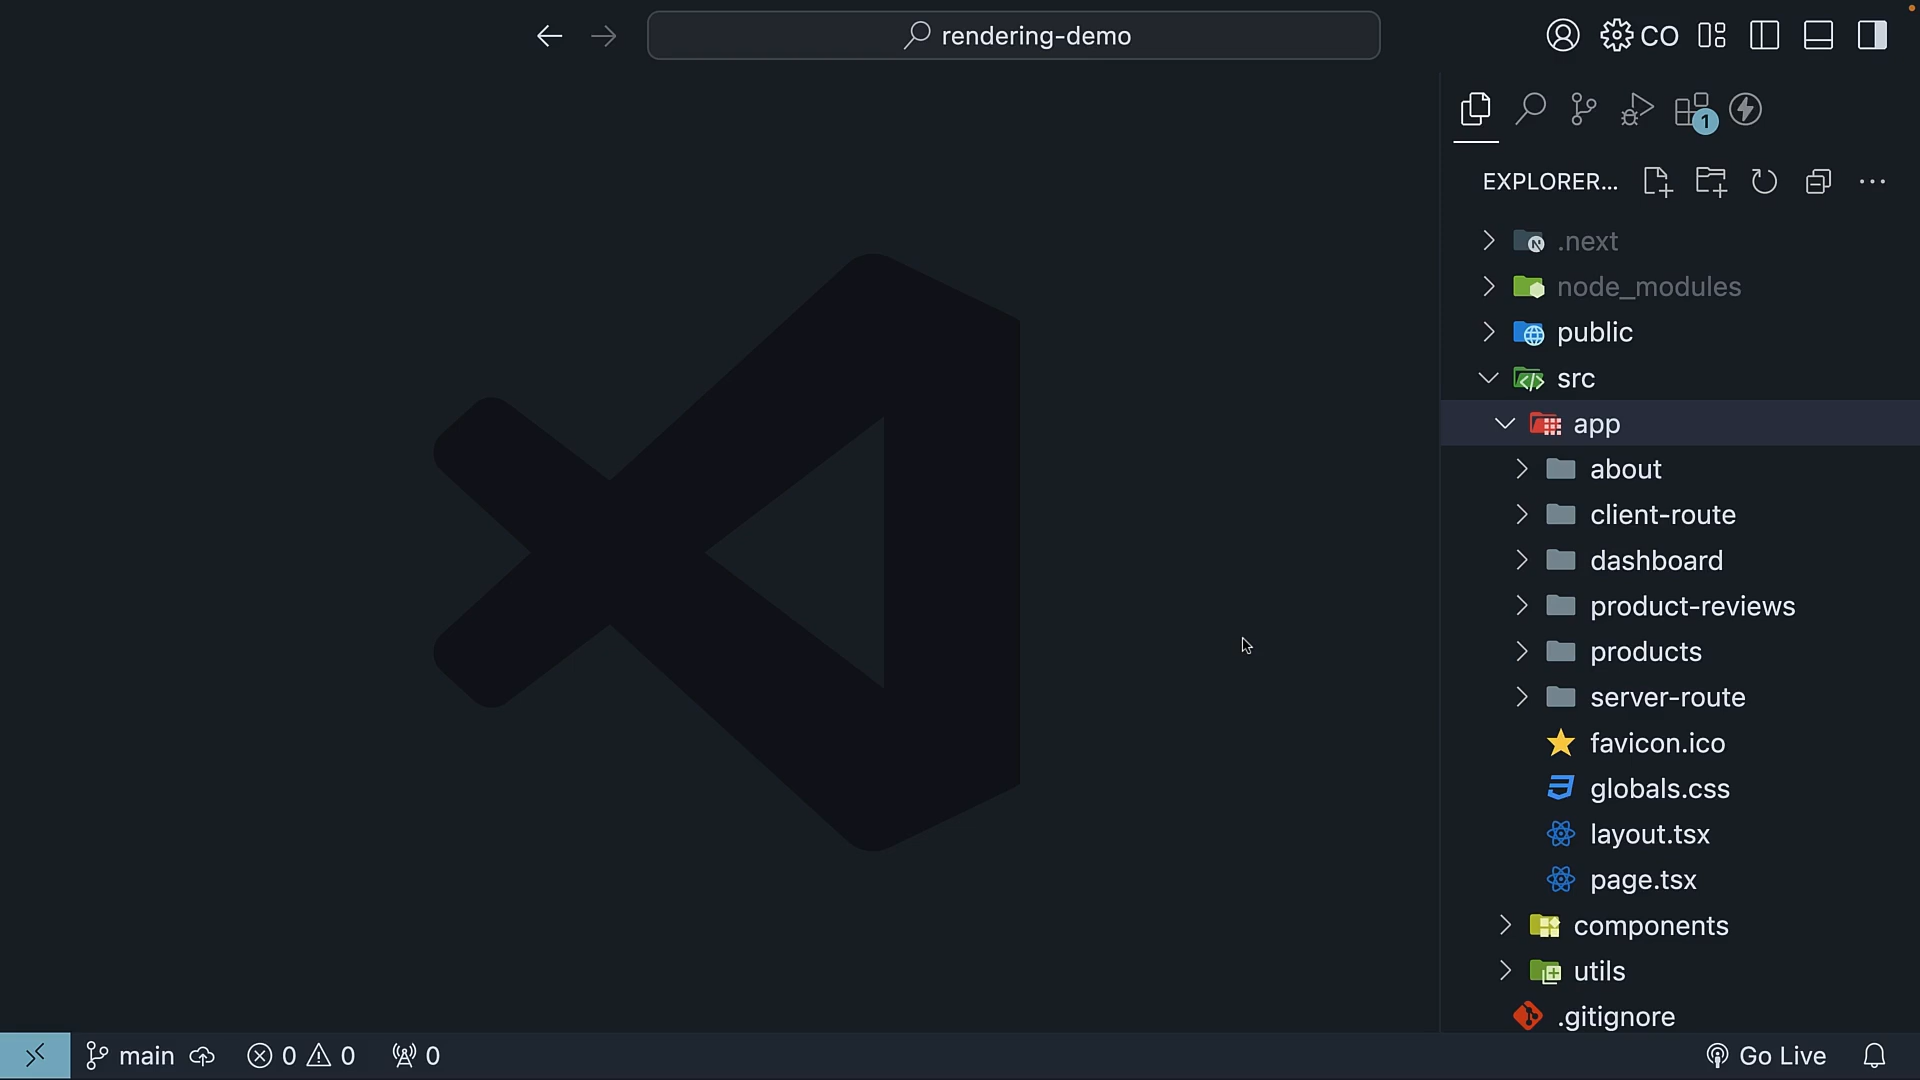 rendering-demo
CO
1
EXPLORER...
.next
node_modules
public
src
app
about
client-route
dashboard
product-reviews
products
server-route
favicon.ico
globals.css
layout.tsx
page.tsx
components
utils
.gitignore
main 0 0 0 Go Live